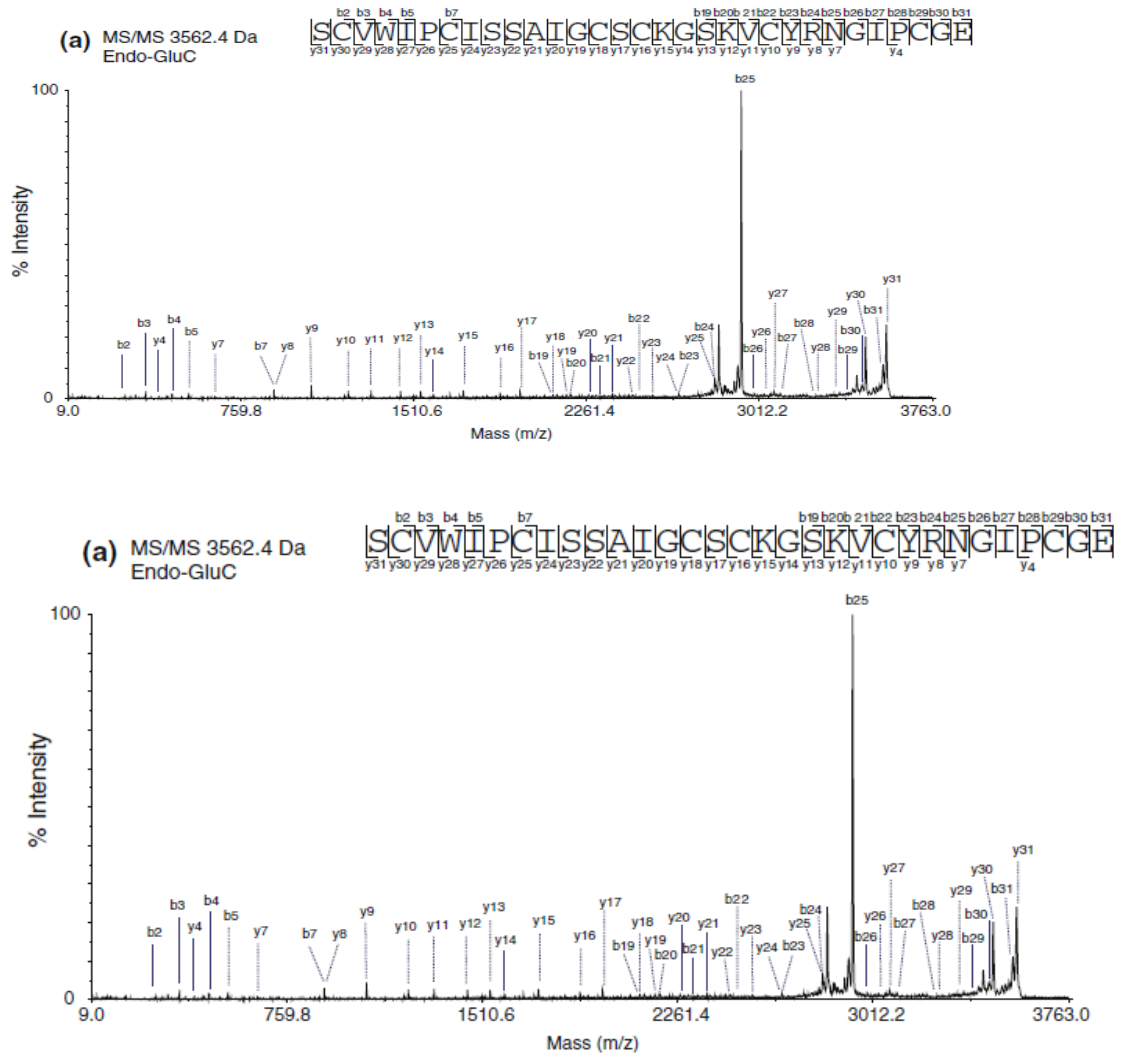 b2 b3 b4 b5 b7 b19 b20 b 21 b22 b23 b24 b25 b26 b27 b28 b29 b30 b31
(a) MS/MS 3562.4 Da SCVWIPCISSAIGCSCKGSKVCYRNGIPCGE
Endo-GluC y31 y30 y29 y28 y27 y26 y25 y24 y23 y22 y21 y20 y19 y18 y17 y16 y15 y14 y13 y12 y11 y10 y9 y8 y7 y4
b25
100
% Intensity
b2 b3 y4 b4 b5 y7 b7 y8 y9 y10 y11 y12 y13 y14 y15 y16 y17 b19 y18 y19 b20 y20 b21 y21 y22 b22 y23 y24 b23 y25 b24 b26 y26 y27 b27 b28 y28 y29 b29 b30 y30 b31 y31
0
9.0 759.8 1510.6 2261.4 3012.2 3763.0
Mass (m/z)
b2 b3 b4 b5 b7 b19 b20 b 21 b22 b23 b24 b25 b26 b27 b28 b29 b30 b31
(a) MS/MS 3562.4 Da SCVWIPCISSAIGCSCKGSKVCYRNGIPCGE
Endo-GluC y31 y30 y29 y28 y27 y26 y25 y24 y23 y22 y21 y20 y19 y18 y17 y16 y15 y14 y13 y12 y11 y10 y9 y8 y7 y4
b25
100
% Intensity
b2 b3 y4 b4 b5 y7 b7 y8 y9 y10 y11 y12 y13 y14 y15 y16 y17 b19 y18 y19 b20 y20 b21 y21 y22 b22 y23 y24 b23 y25 b24 b26 y26 y27 b27 b28 y28 y29 b29 b30 y30 b31 y31
0
9.0 759.8 1510.6 2261.4 3012.2 3763.0
Mass (m/z)